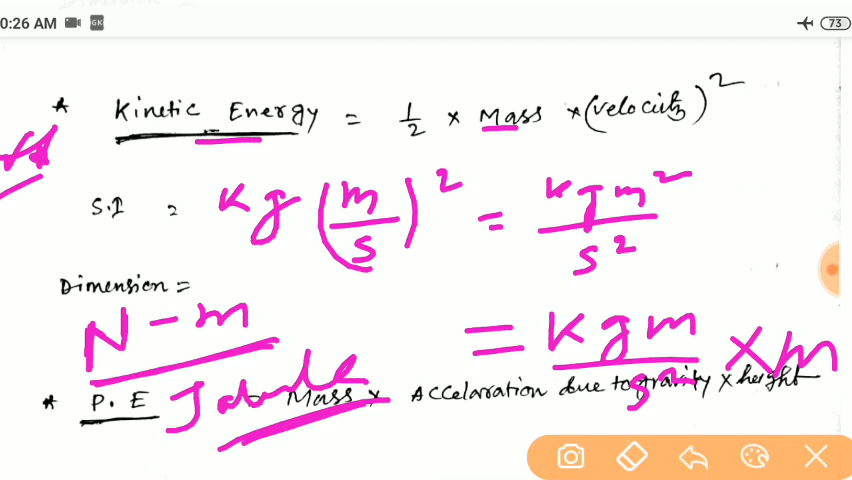 0:26 AM GK 73
* Kinetic Energy = 1/2 × Mass × (velocity)²
S.I = Kg (m/s)² = kgm²/s²
Dimension =
N-m = Kgm/s² × m
* P.E = Mass × Accelaration due to gravity × height
Joule